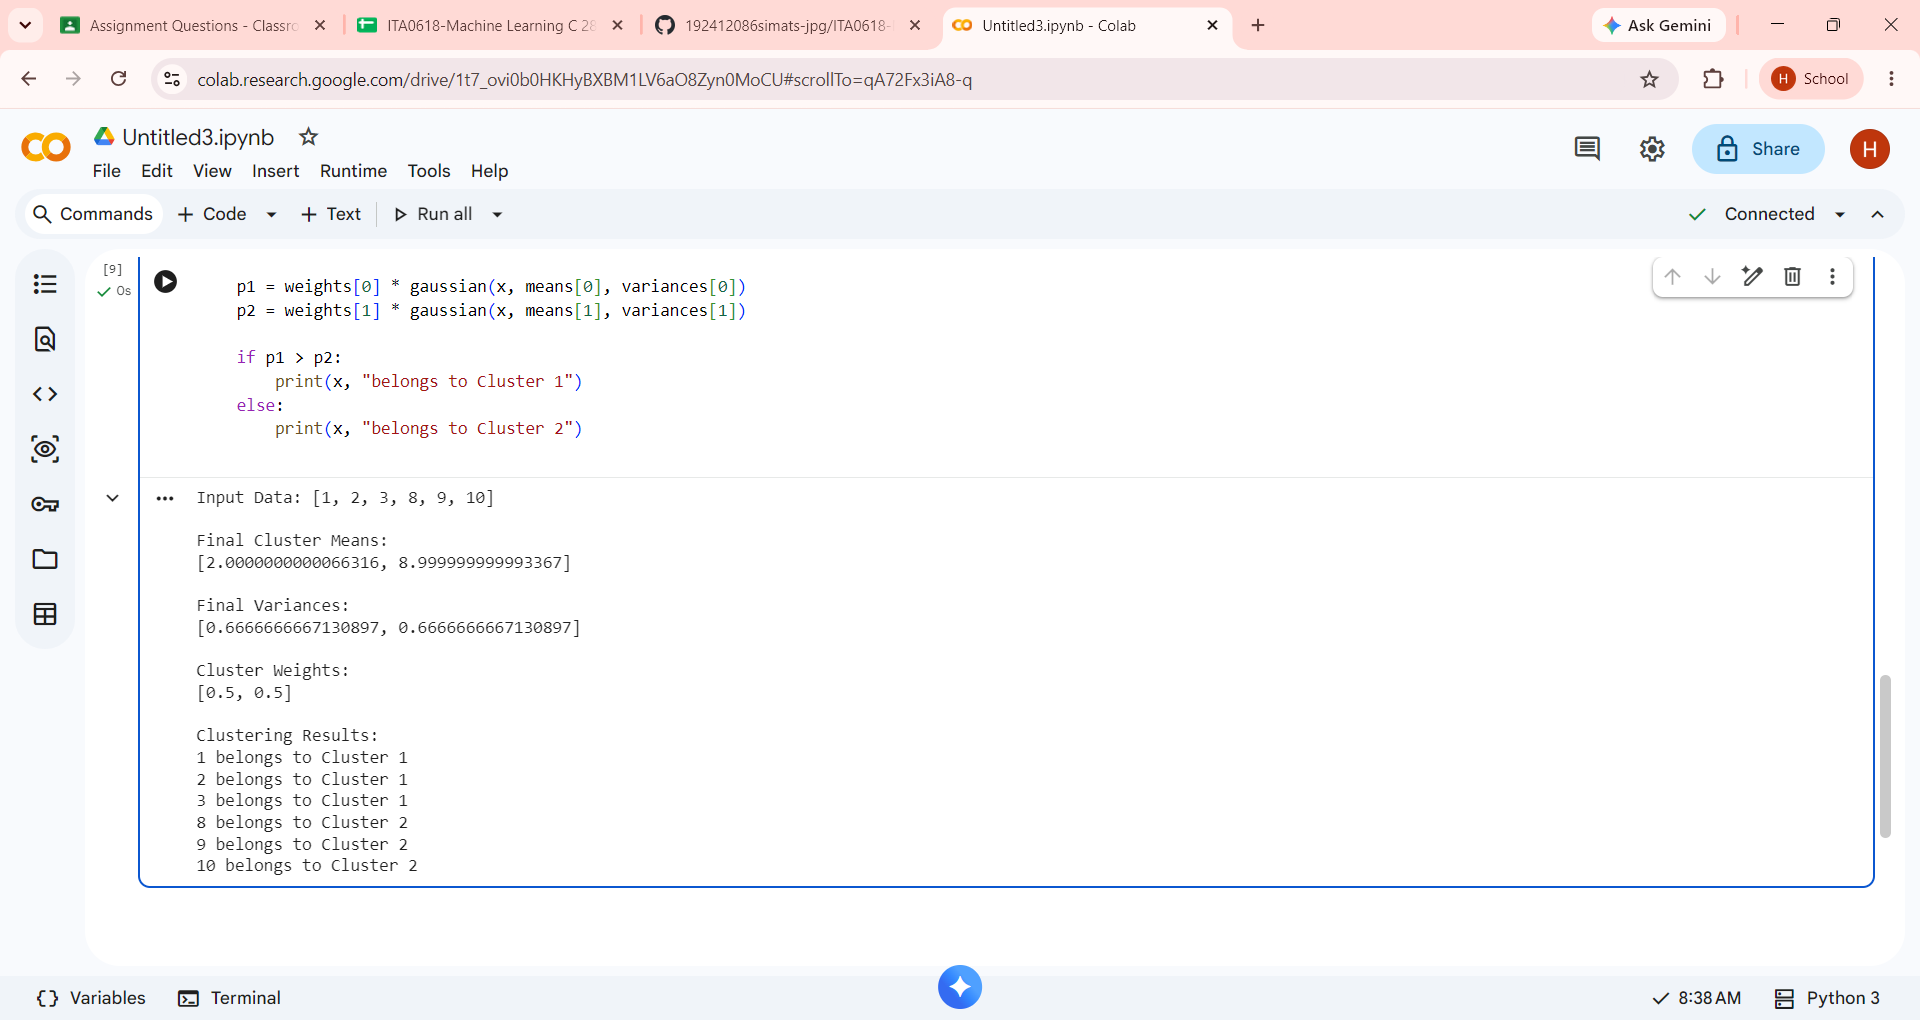 Assignment Questions - Classro
ITA0618-Machine Learning C 28
192412086simats-jpg/ITA0618-
Untitled3.ipynb - Colab
Ask Gemini
colab.research.google.com/drive/1t7_ovi0b0HKHyBXBM1LV6aO8Zyn0MoCU#scrollTo=qA72Fx3iA8-q
H School
Untitled3.ipynb
File Edit View Insert Runtime Tools Help
Share
H
Commands + Code + Text Run all
Connected
[9]
0s
p1 = weights[0] * gaussian(x, means[0], variances[0])
p2 = weights[1] * gaussian(x, means[1], variances[1])
if p1 > p2:
print(x, "belongs to Cluster 1")
else:
print(x, "belongs to Cluster 2")
Input Data: [1, 2, 3, 8, 9, 10]
Final Cluster Means:
[2.0000000000066316, 8.999999999993367]
Final Variances:
[0.6666666667130897, 0.6666666667130897]
Cluster Weights:
[0.5, 0.5]
Clustering Results:
1 belongs to Cluster 1
2 belongs to Cluster 1
3 belongs to Cluster 1
8 belongs to Cluster 2
9 belongs to Cluster 2
10 belongs to Cluster 2
{} Variables
Terminal
8:38 AM
Python 3